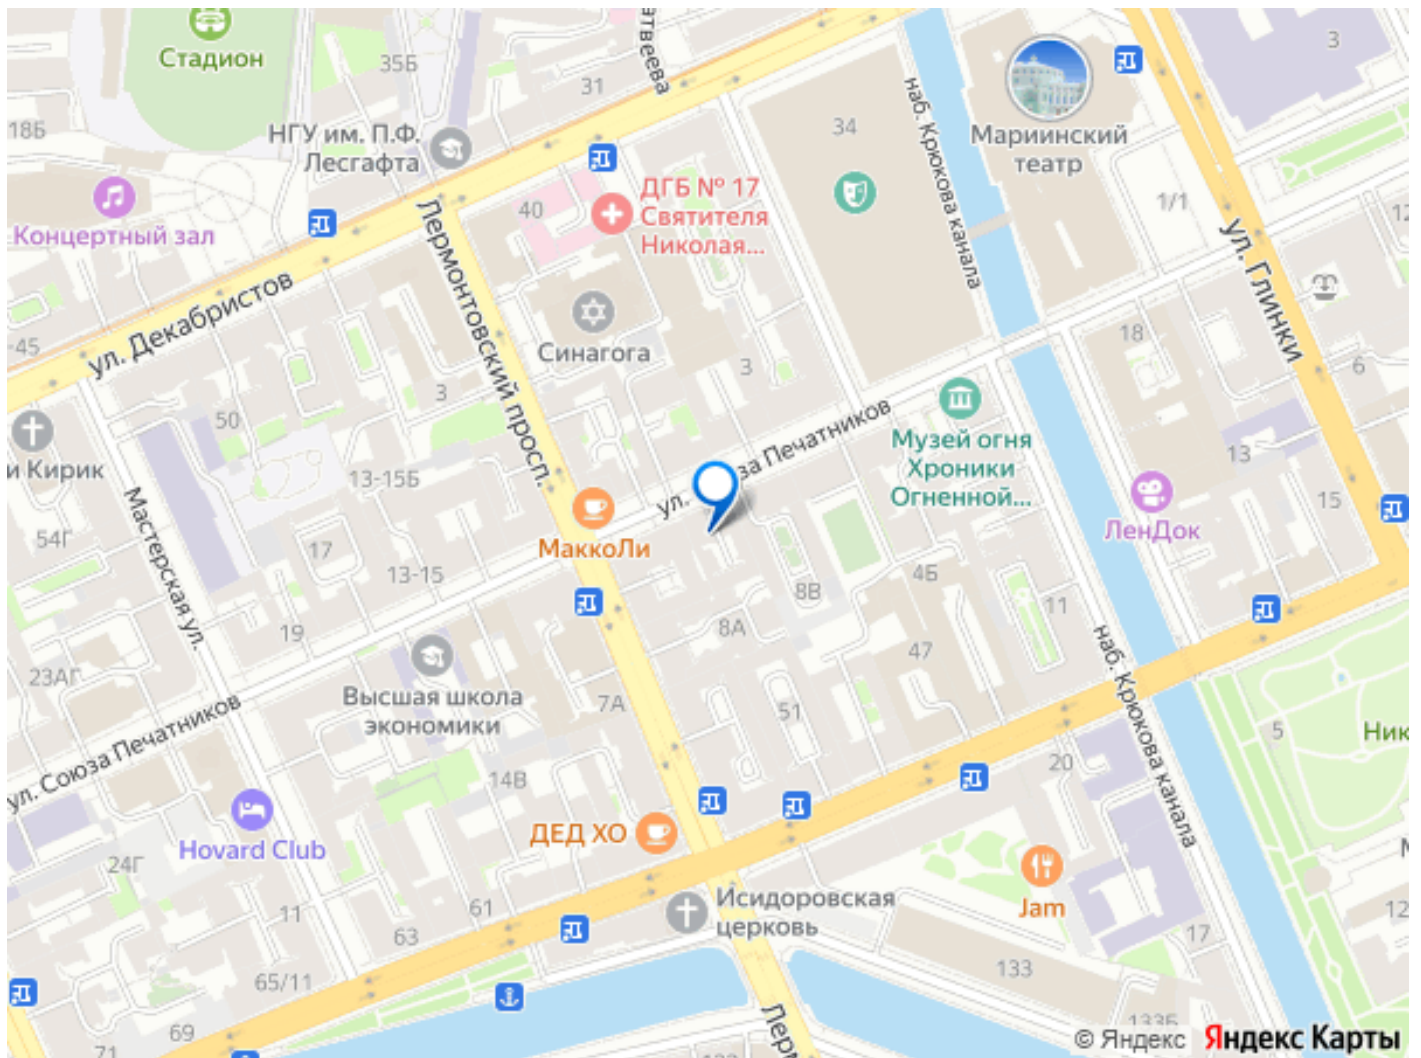 Стадион
35Б
31
атвеева
3
18Б
НГУ им. П.Ф.
Лесгафта
34
наб. Крюкова канала
Мариинский
театр
ДГБ № 17
Святителя
Николая...
40
1/1
12
Концертный зал
Лермонтовский просп.
ул. Декабристов
ул. Глинки
Синагога
-45
3
3
18
6
50
и Кирик
13-15Б
Музей огня
Хроники
Огненной...
13
15
ЛенДок
54Г
Мастерская ул.
17
13-15
МаккоЛи
ул.
за Печатников
8В
4Б
11
8А
19
47
наб. Крюкова канала
23АГ
Высшая школа
экономики
7А
51
5
Ник
ул. Союза Печатников
14В
20
ДЕД ХО
Hovard Club
24Г
Jam
Исидоровская
церковь
11
61
63
12
17
65/11
133
69
71
Лерм
133Б
© Яндекс Яндекс Карты